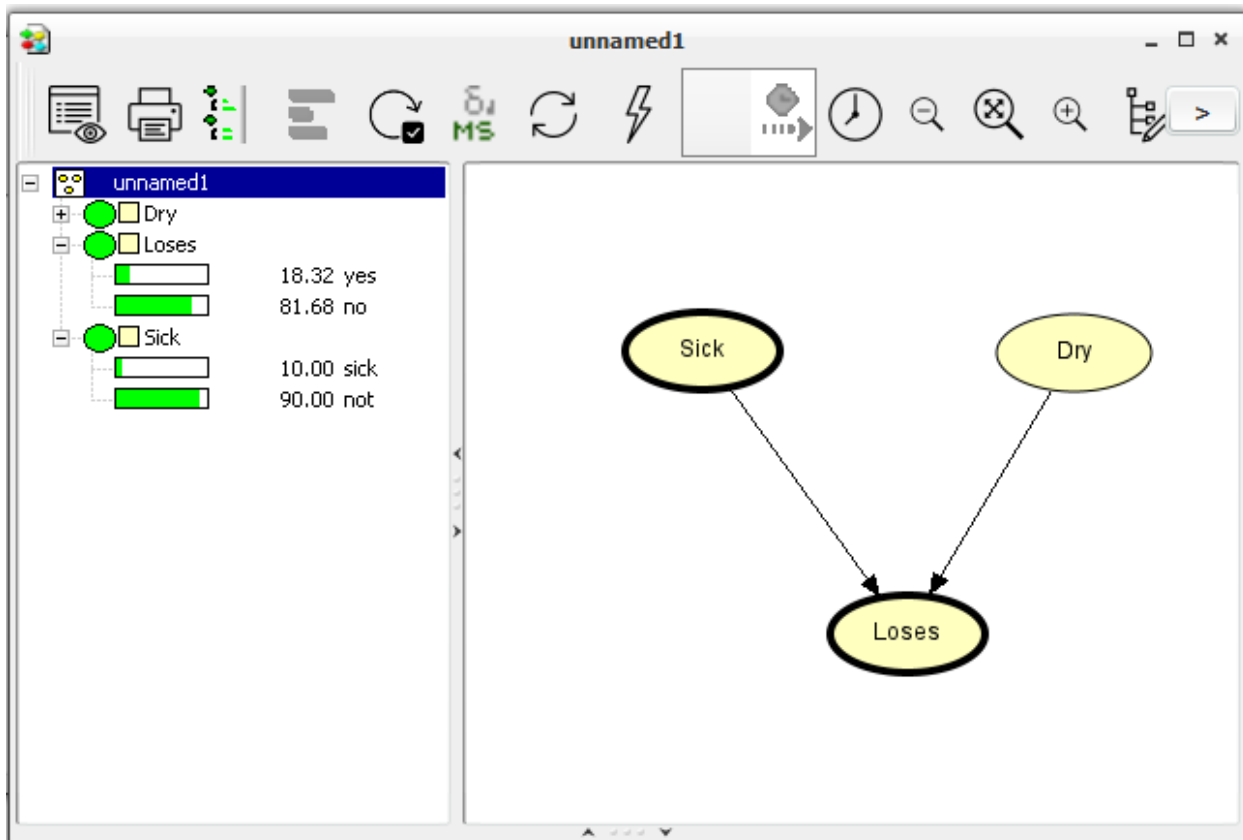 unnamed1
δd
MS
>
unnamed1
Dry
Loses
18.32 yes
81.68 no
Sick
10.00 sick
90.00 not
Sick
Dry
Loses